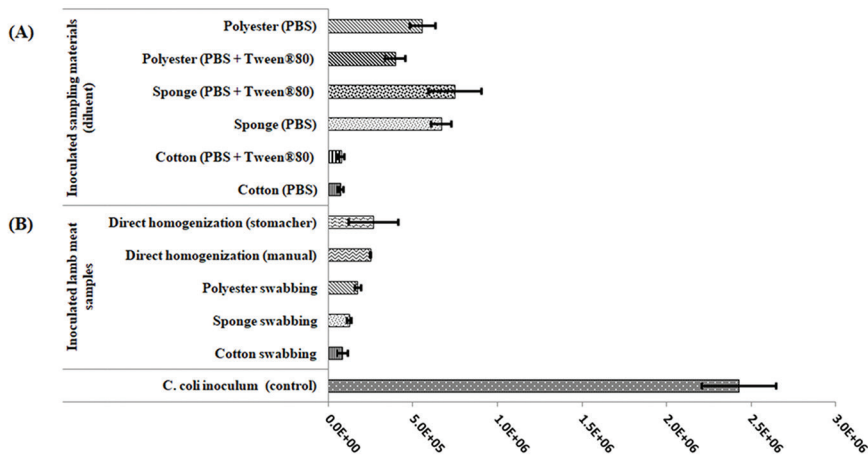 (A)
Inoculated sampling materials
(diluent)
Polyester (PBS)
Polyester (PBS + Tween®80)
Sponge (PBS + Tween®80)
Sponge (PBS)
Cotton (PBS + Tween®80)
Cotton (PBS)
(B)
Inoculated lamb meat
samples
Direct homogenization (stomacher)
Direct homogenization (manual)
Polyester swabbing
Sponge swabbing
Cotton swabbing
C. coli inoculum (control)
0.0E+00
5.0E+05
1.0E+06
1.5E+06
2.0E+06
2.5E+06
3.0E+06